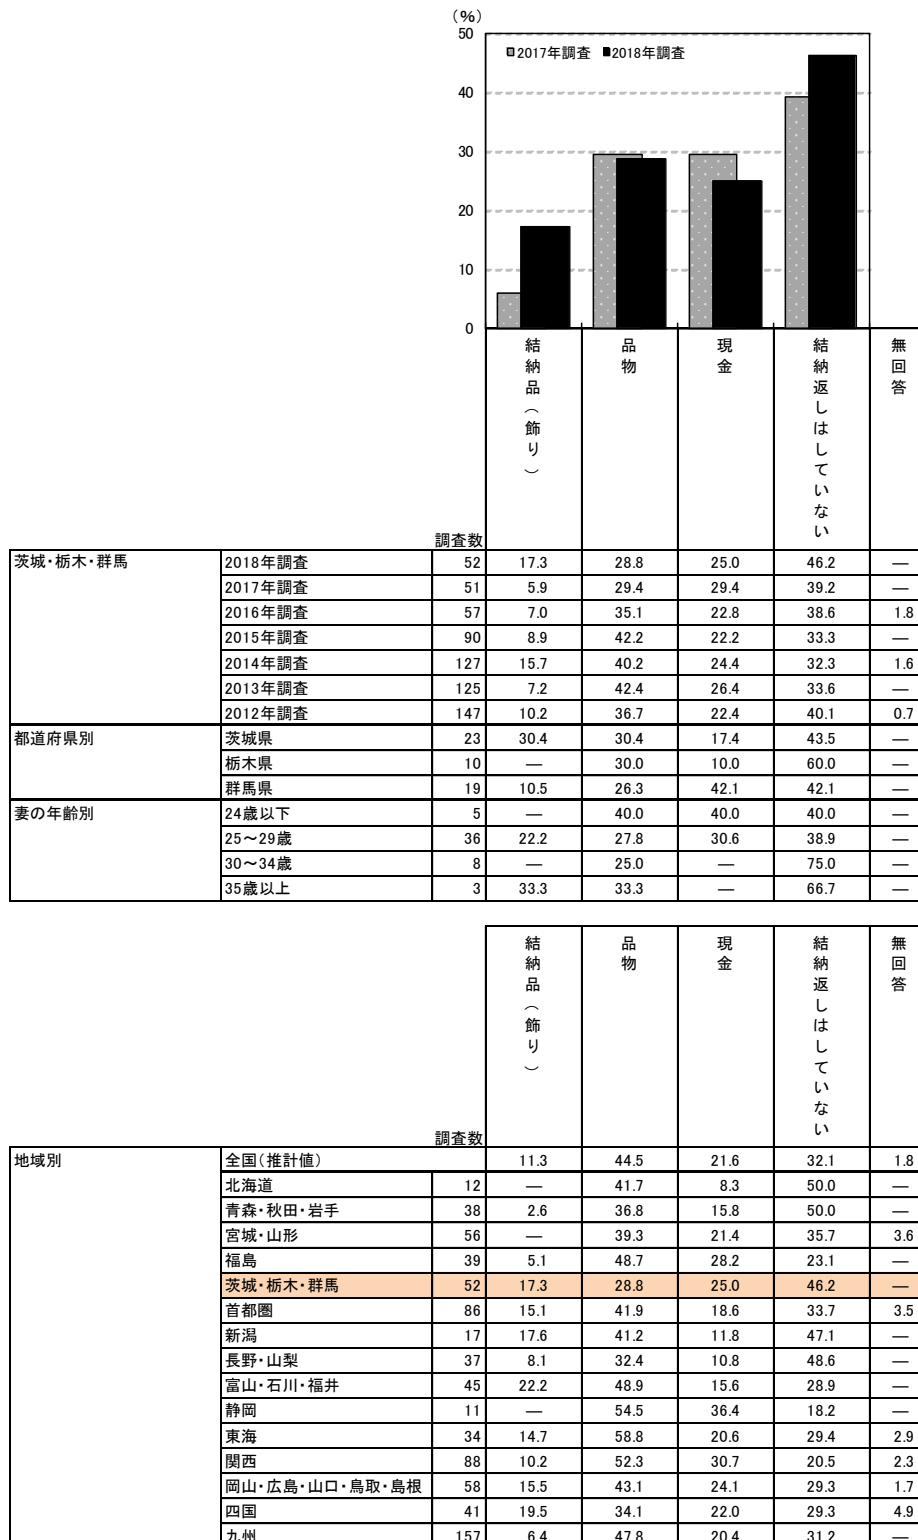 (%)
50
2017年調査 2018年調査
40
30
20
10
0
結納品(飾り) 品物 現金 結納返しはしていない 無回答
調査数
茨城・栃木・群馬 2018年調査 52 17.3 28.8 25.0 46.2 —
2017年調査 51 5.9 29.4 29.4 39.2 —
2016年調査 57 7.0 35.1 22.8 38.6 1.8
2015年調査 90 8.9 42.2 22.2 33.3 —
2014年調査 127 15.7 40.2 24.4 32.3 1.6
2013年調査 125 7.2 42.4 26.4 33.6 —
2012年調査 147 10.2 36.7 22.4 40.1 0.7
都道府県別 茨城県 23 30.4 30.4 17.4 43.5 —
栃木県 10 — 30.0 10.0 60.0 —
群馬県 19 10.5 26.3 42.1 42.1 —
妻の年齢別 24歳以下 5 — 40.0 40.0 40.0 —
25~29歳 36 22.2 27.8 30.6 38.9 —
30~34歳 8 — 25.0 — 75.0 —
35歳以上 3 33.3 33.3 — 66.7 —
結納品(飾り) 品物 現金 結納返しはしていない 無回答
調査数
地域別 全国(推計値) 11.3 44.5 21.6 32.1 1.8
北海道 12 — 41.7 8.3 50.0 —
青森・秋田・岩手 38 2.6 36.8 15.8 50.0 —
宮城・山形 56 — 39.3 21.4 35.7 3.6
福島 39 5.1 48.7 28.2 23.1 —
茨城・栃木・群馬 52 17.3 28.8 25.0 46.2 —
首都圏 86 15.1 41.9 18.6 33.7 3.5
新潟 17 17.6 41.2 11.8 47.1 —
長野・山梨 37 8.1 32.4 10.8 48.6 —
富山・石川・福井 45 22.2 48.9 15.6 28.9 —
静岡 11 — 54.5 36.4 18.2 —
東海 34 14.7 58.8 20.6 29.4 2.9
関西 88 10.2 52.3 30.7 20.5 2.3
岡山・広島・山口・鳥取・島根 58 15.5 43.1 24.1 29.3 1.7
四国 41 19.5 34.1 22.0 29.3 4.9
九州 157 6.4 47.8 20.4 31.2 —